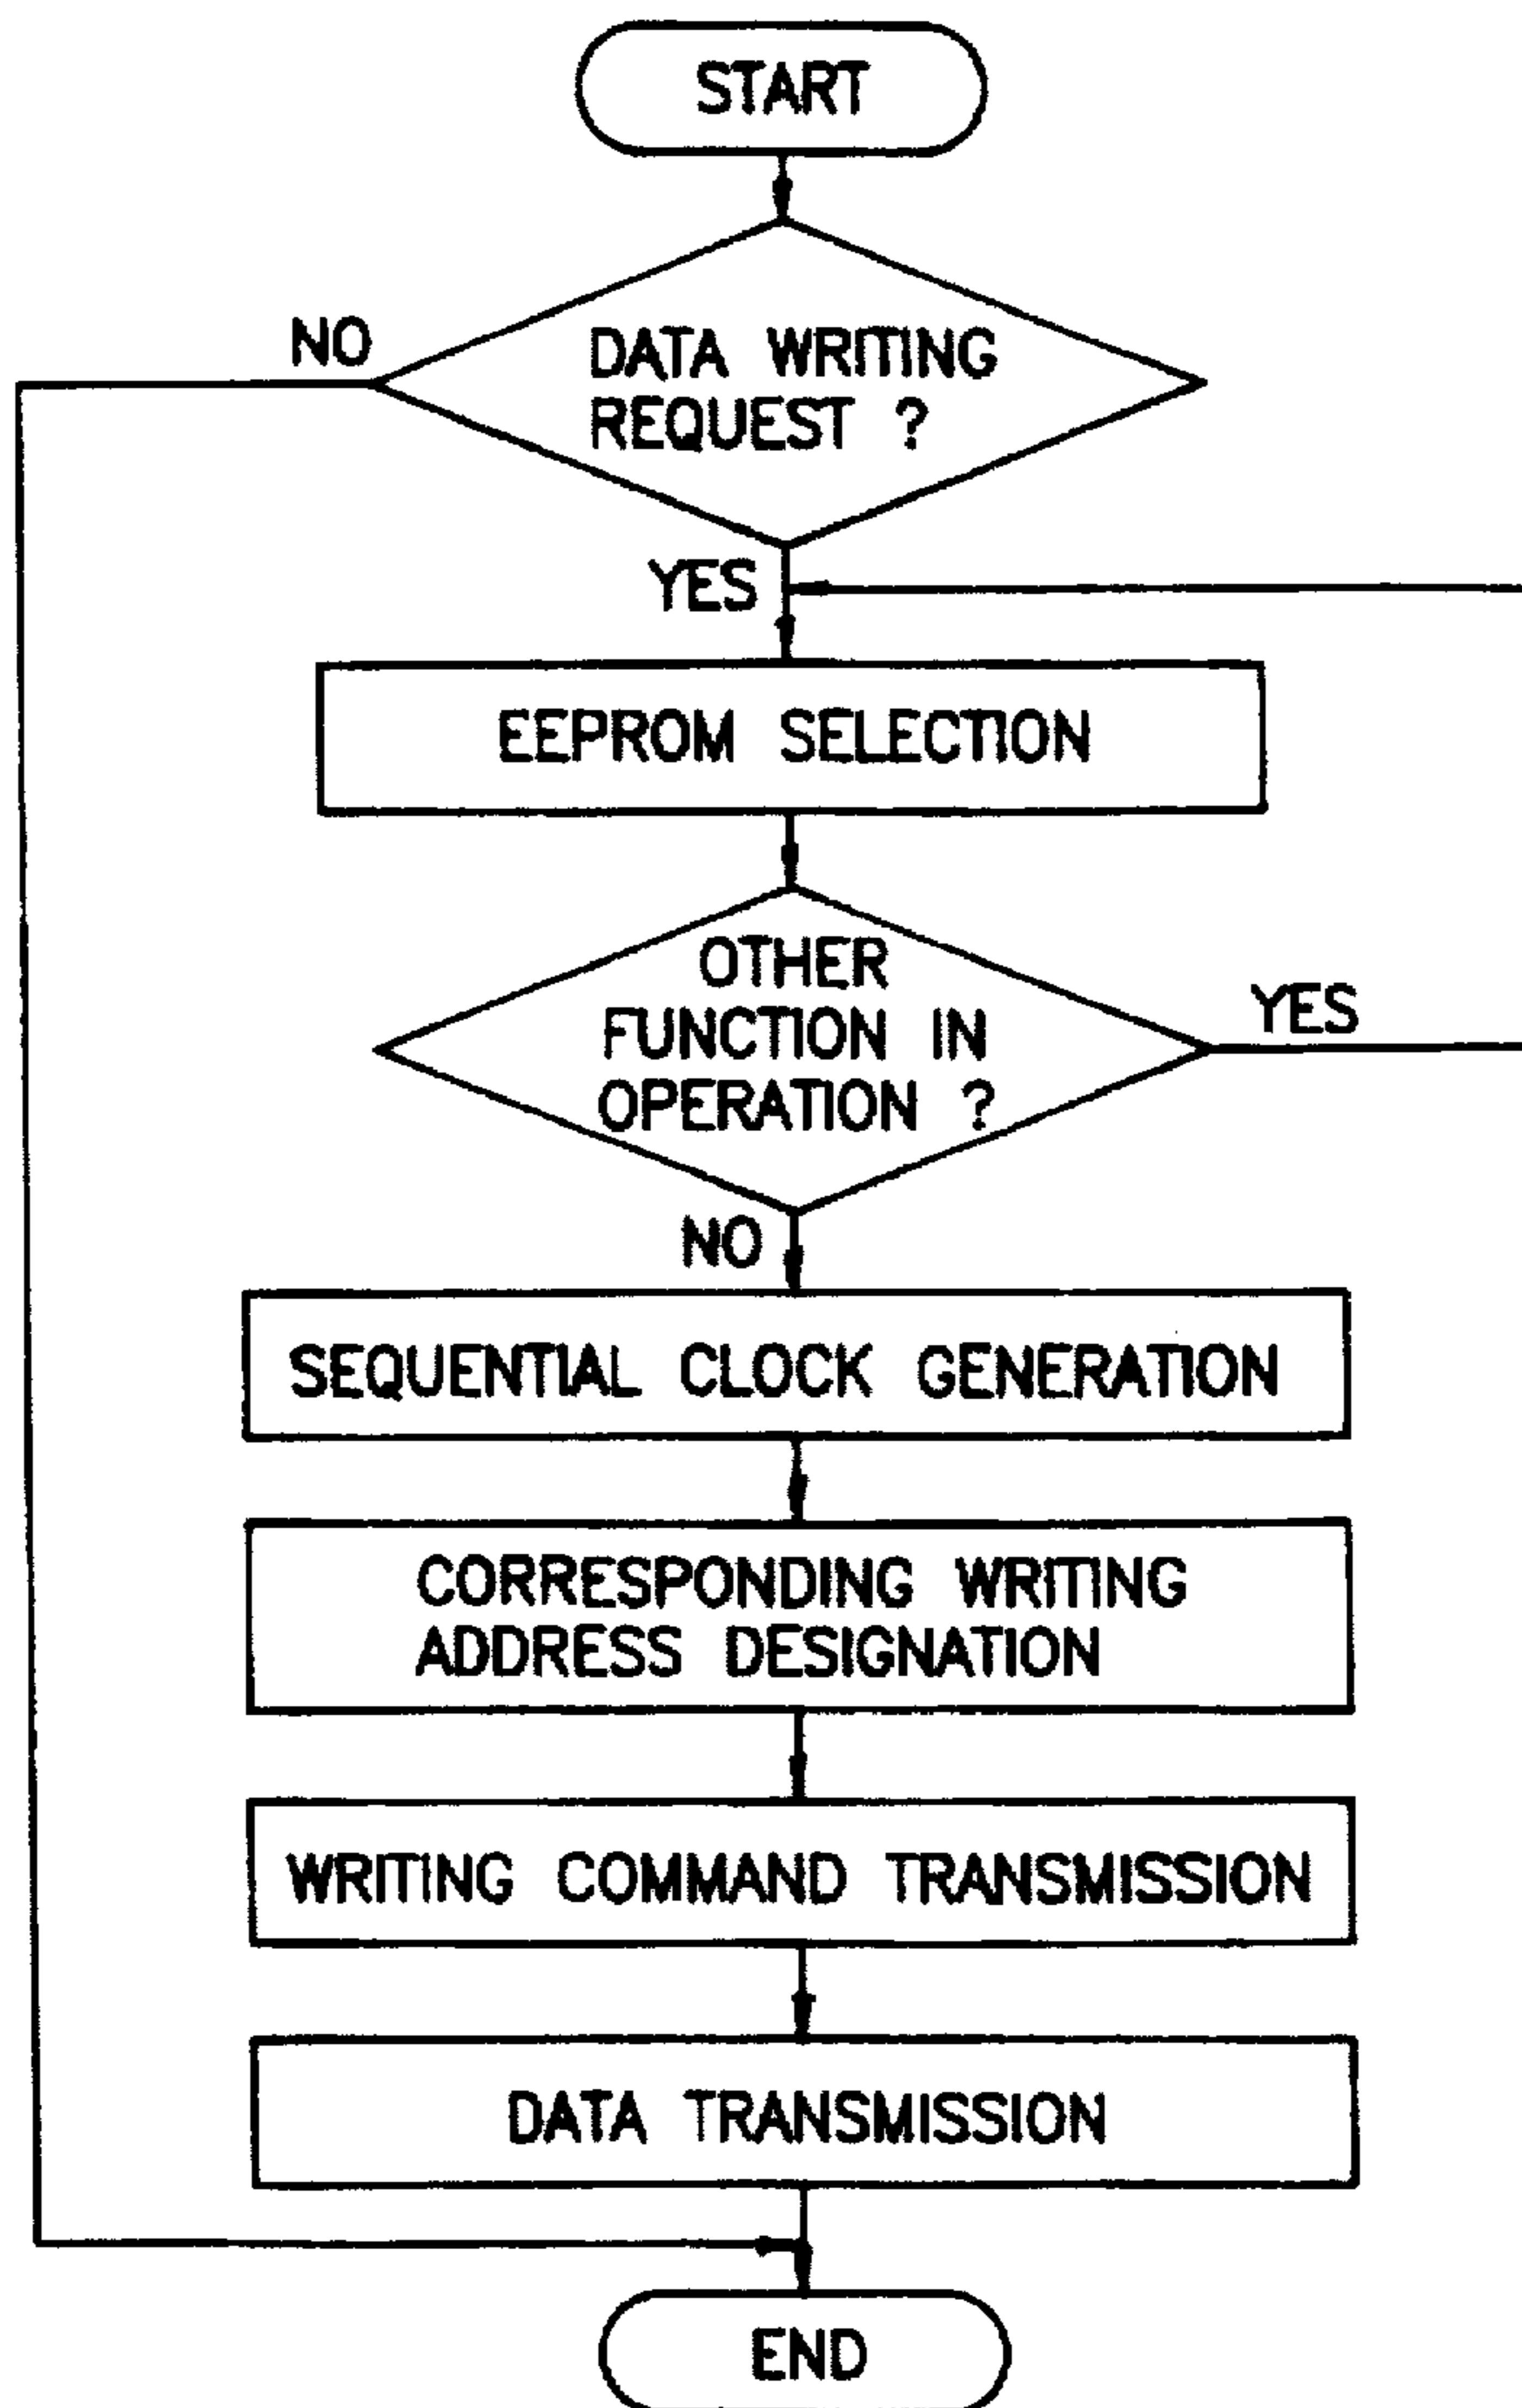 START
NO
DATA WRITING
REQUEST ?
YES
EEPROM SELECTION
OTHER
FUNCTION IN
OPERATION ?
YES
NO
SEQUENTIAL CLOCK GENERATION
CORRESPONDING WRITING
ADDRESS DESIGNATION
WRITING COMMAND TRANSMISSION
DATA TRANSMISSION
END